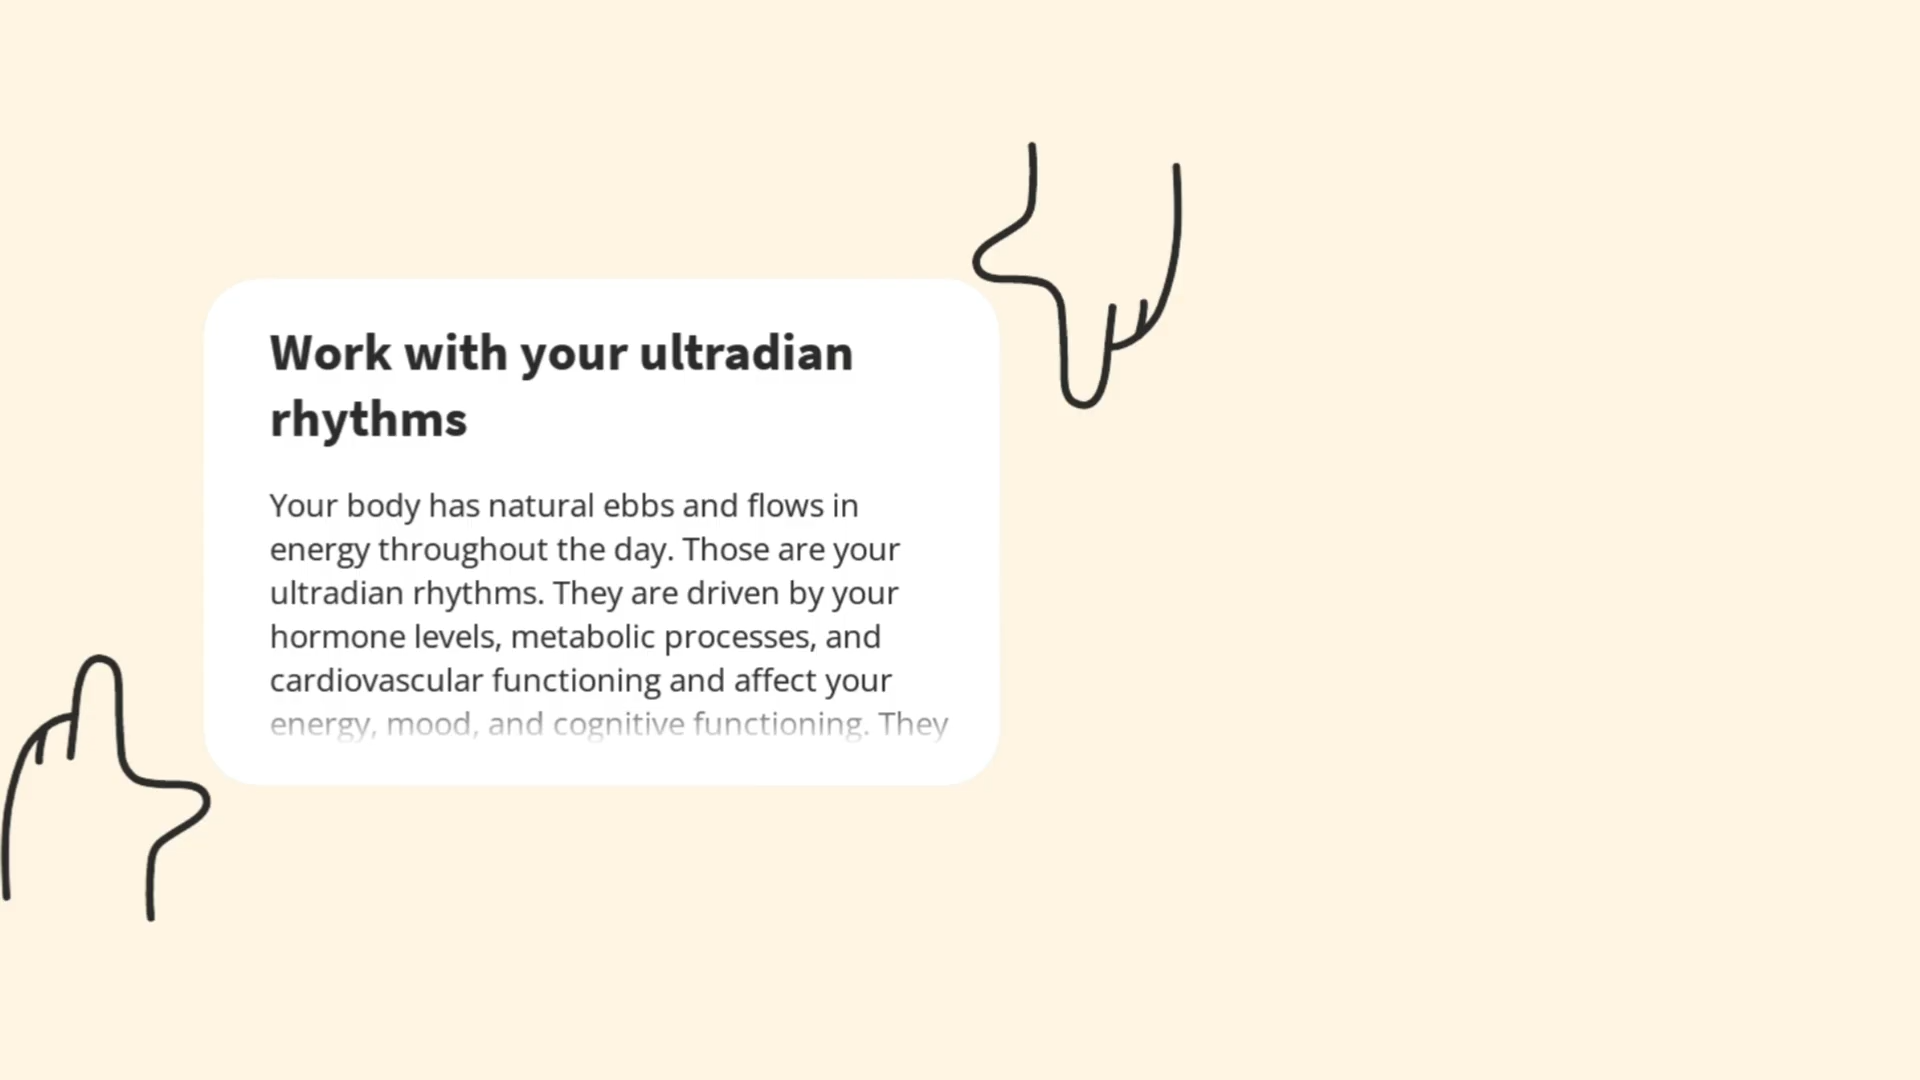 Work with your ultradian
rhythms
Your body has natural ebbs and flows in
energy throughout the day. Those are your
ultradian rhythms. They are driven by your
hormone levels, metabolic processes, and
cardiovascular functioning and affect your
energy, mood, and cognitive functioning. They